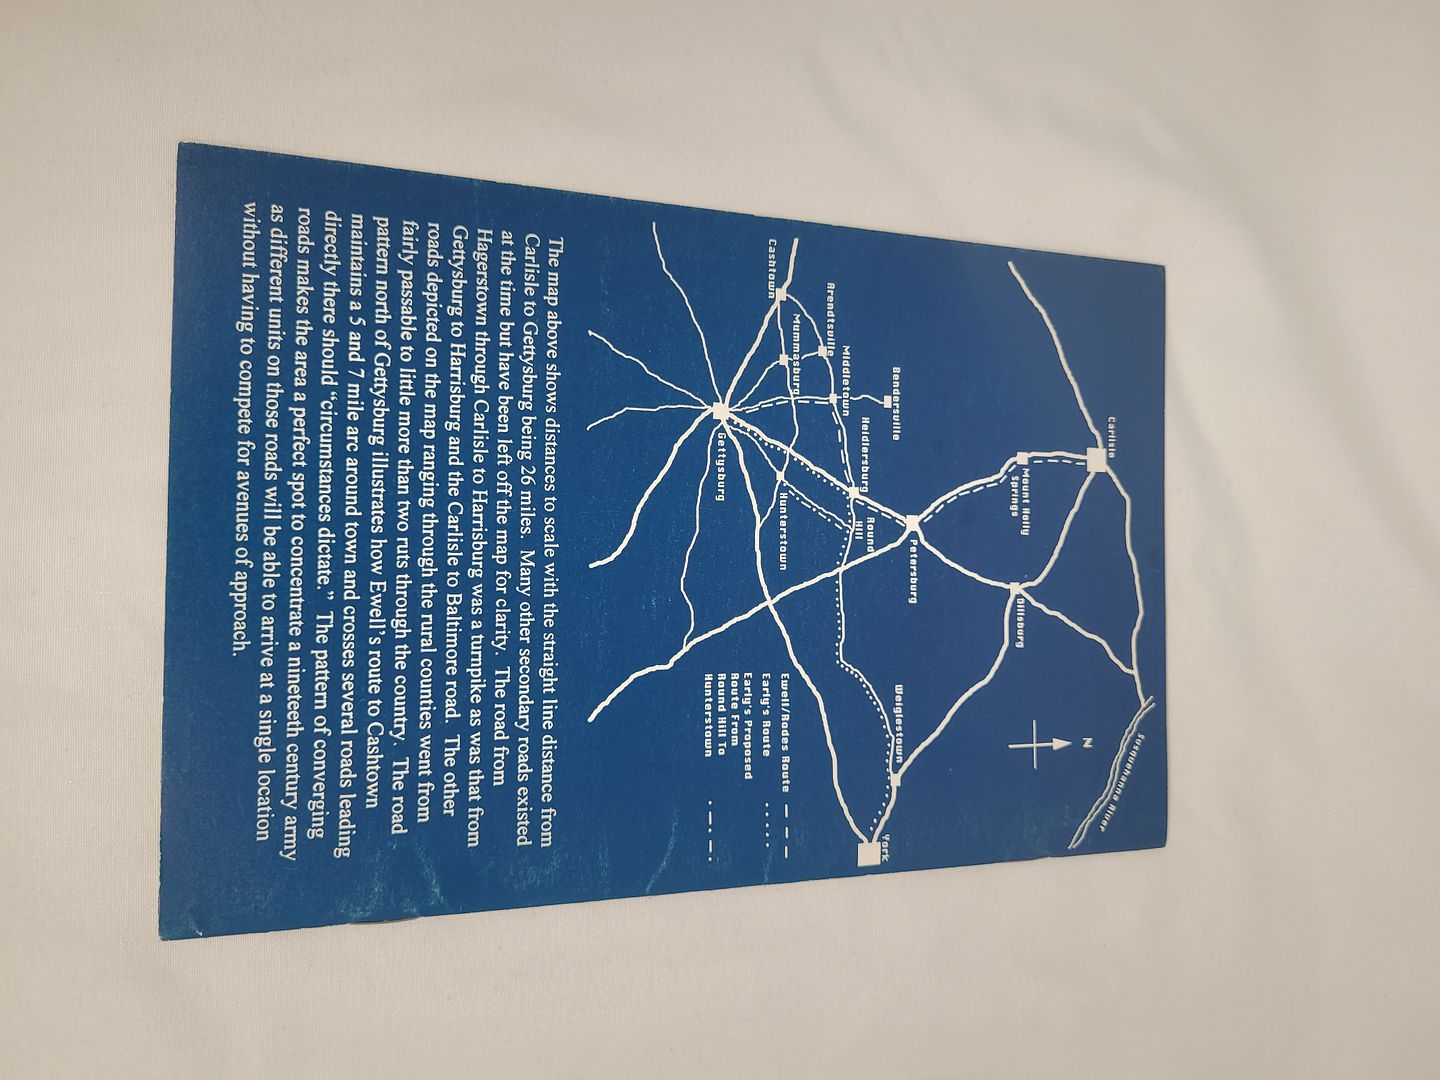 Susquehanna River
N
Carlisle
Mount Holly
Springs
Dillsburg
Petersburg
Bendersville
Weiglestown
York
Arendtsville
Middletown
Heidlersburg
Round
Hill
Cashtown
Mummasburg
Hunterstown
Gettysburg
Ewell/Rodes Route
Early's Route
Early's Proposed
Route From
Round Hill To
Hunterstown
The map above shows distances to scale with the straight line distance from
Carlisle to Gettysburg being 26 miles. Many other secondary roads existed
at the time but have been left off the map for clarity. The road from
Hagerstown through Carlisle to Harrisburg was a turnpike as was that from
Gettysburg to Harrisburg and the Carlisle to Baltimore road. The other
roads depicted on the map ranging through the rural counties went from
fairly passable to little more than two ruts through the country. The road
pattern north of Gettysburg illustrates how Ewell's route to Cashtown
maintains a 5 and 7 mile arc around town and crosses several roads leading
directly there should "circumstances dictate." The pattern of converging
roads makes the area a perfect spot to concentrate a nineteeth century army
as different units on those roads will be able to arrive at a single location
without having to compete for avenues of approach.